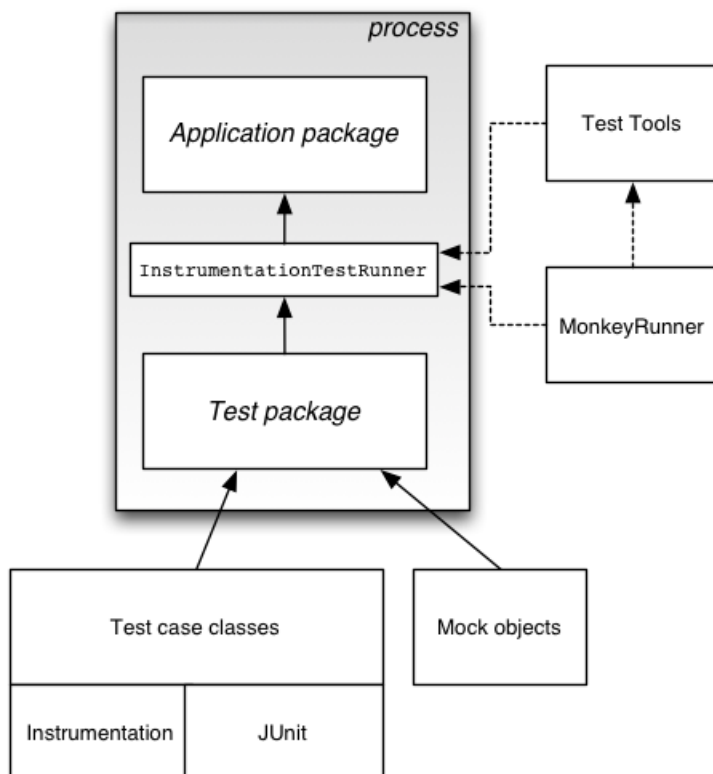 process
Application package
Test Tools
InstrumentationTestRunner
MonkeyRunner
Test package
Test case classes
Mock objects
Instrumentation
JUnit